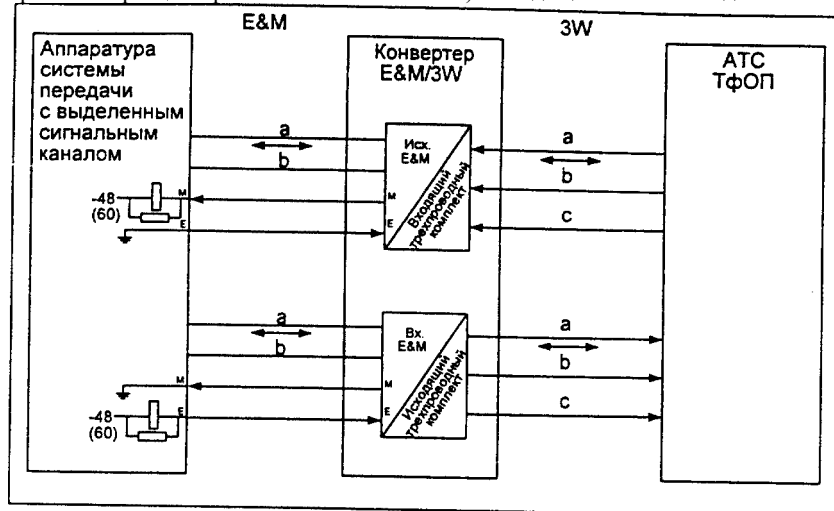 E&M
3W
Аппаратура
системы
передачи
с выделенным
сигнальным
каналом
Конвертер
E&M/3W
АТС
ТфОП
a
b
-48
(60)
M
E
Исх.
E&M
M
E
Входящий
трехпроводный
комплект
a
b
c
a
b
M
-48
(60)
E
Вх.
E&M
M
E
Исходящий
трехпроводный
комплект
a
b
c